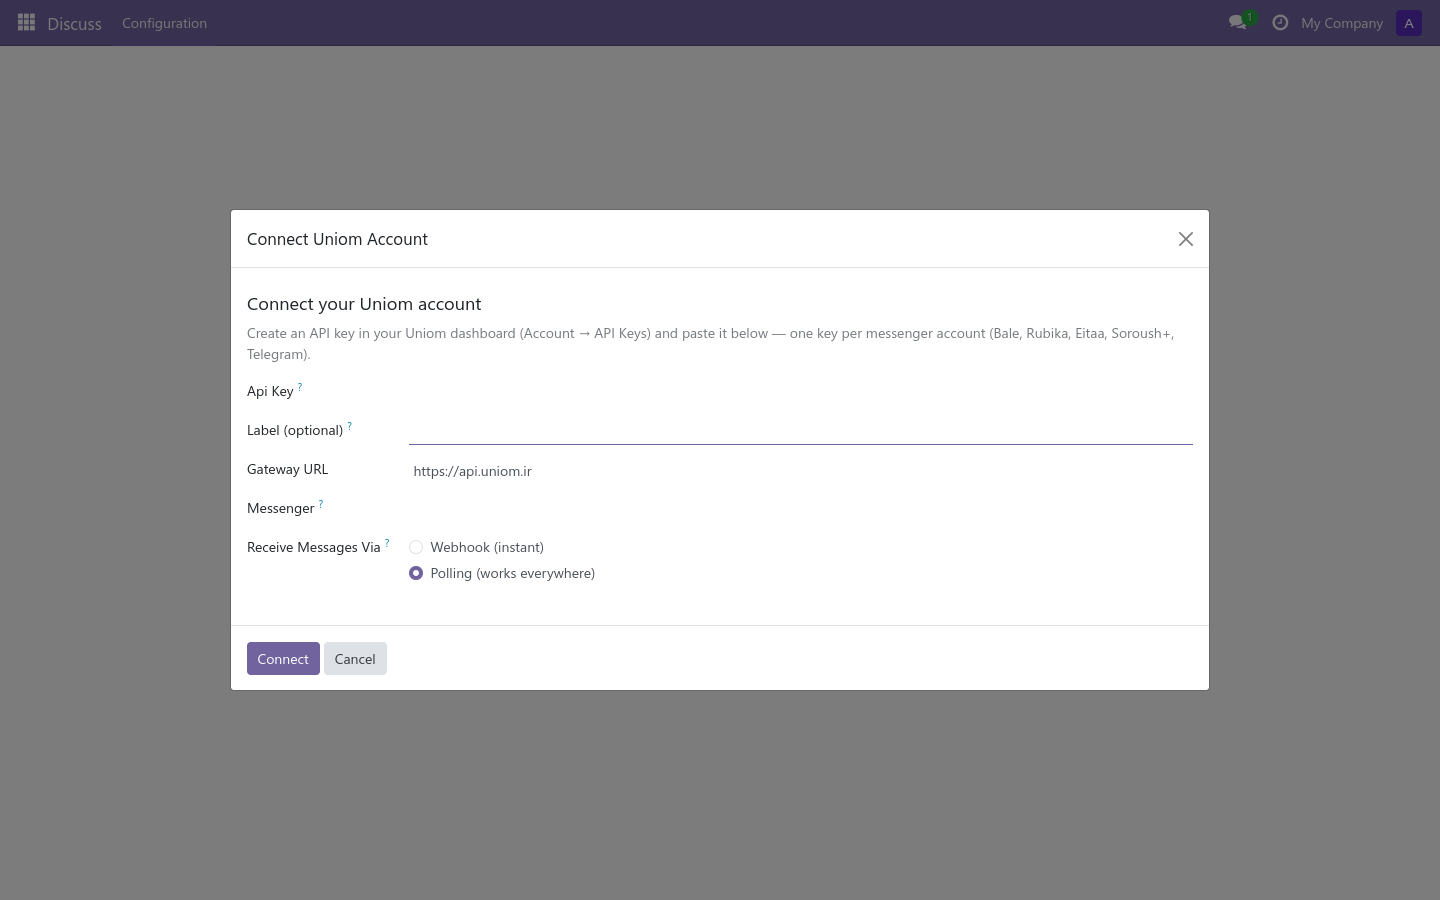 Discuss
Configuration
1
My Company
A
Connect Uniom Account
Connect your Uniom account
Create an API key in your Uniom dashboard (Account → API Keys) and paste it below — one key per messenger account (Bale, Rubika, Eitaa, Soroush+,
Telegram).
Api Key ?
Label (optional) ?
Gateway URL
https://api.uniom.ir
Messenger ?
Receive Messages Via ?
Webhook (instant)
Polling (works everywhere)
Connect
Cancel